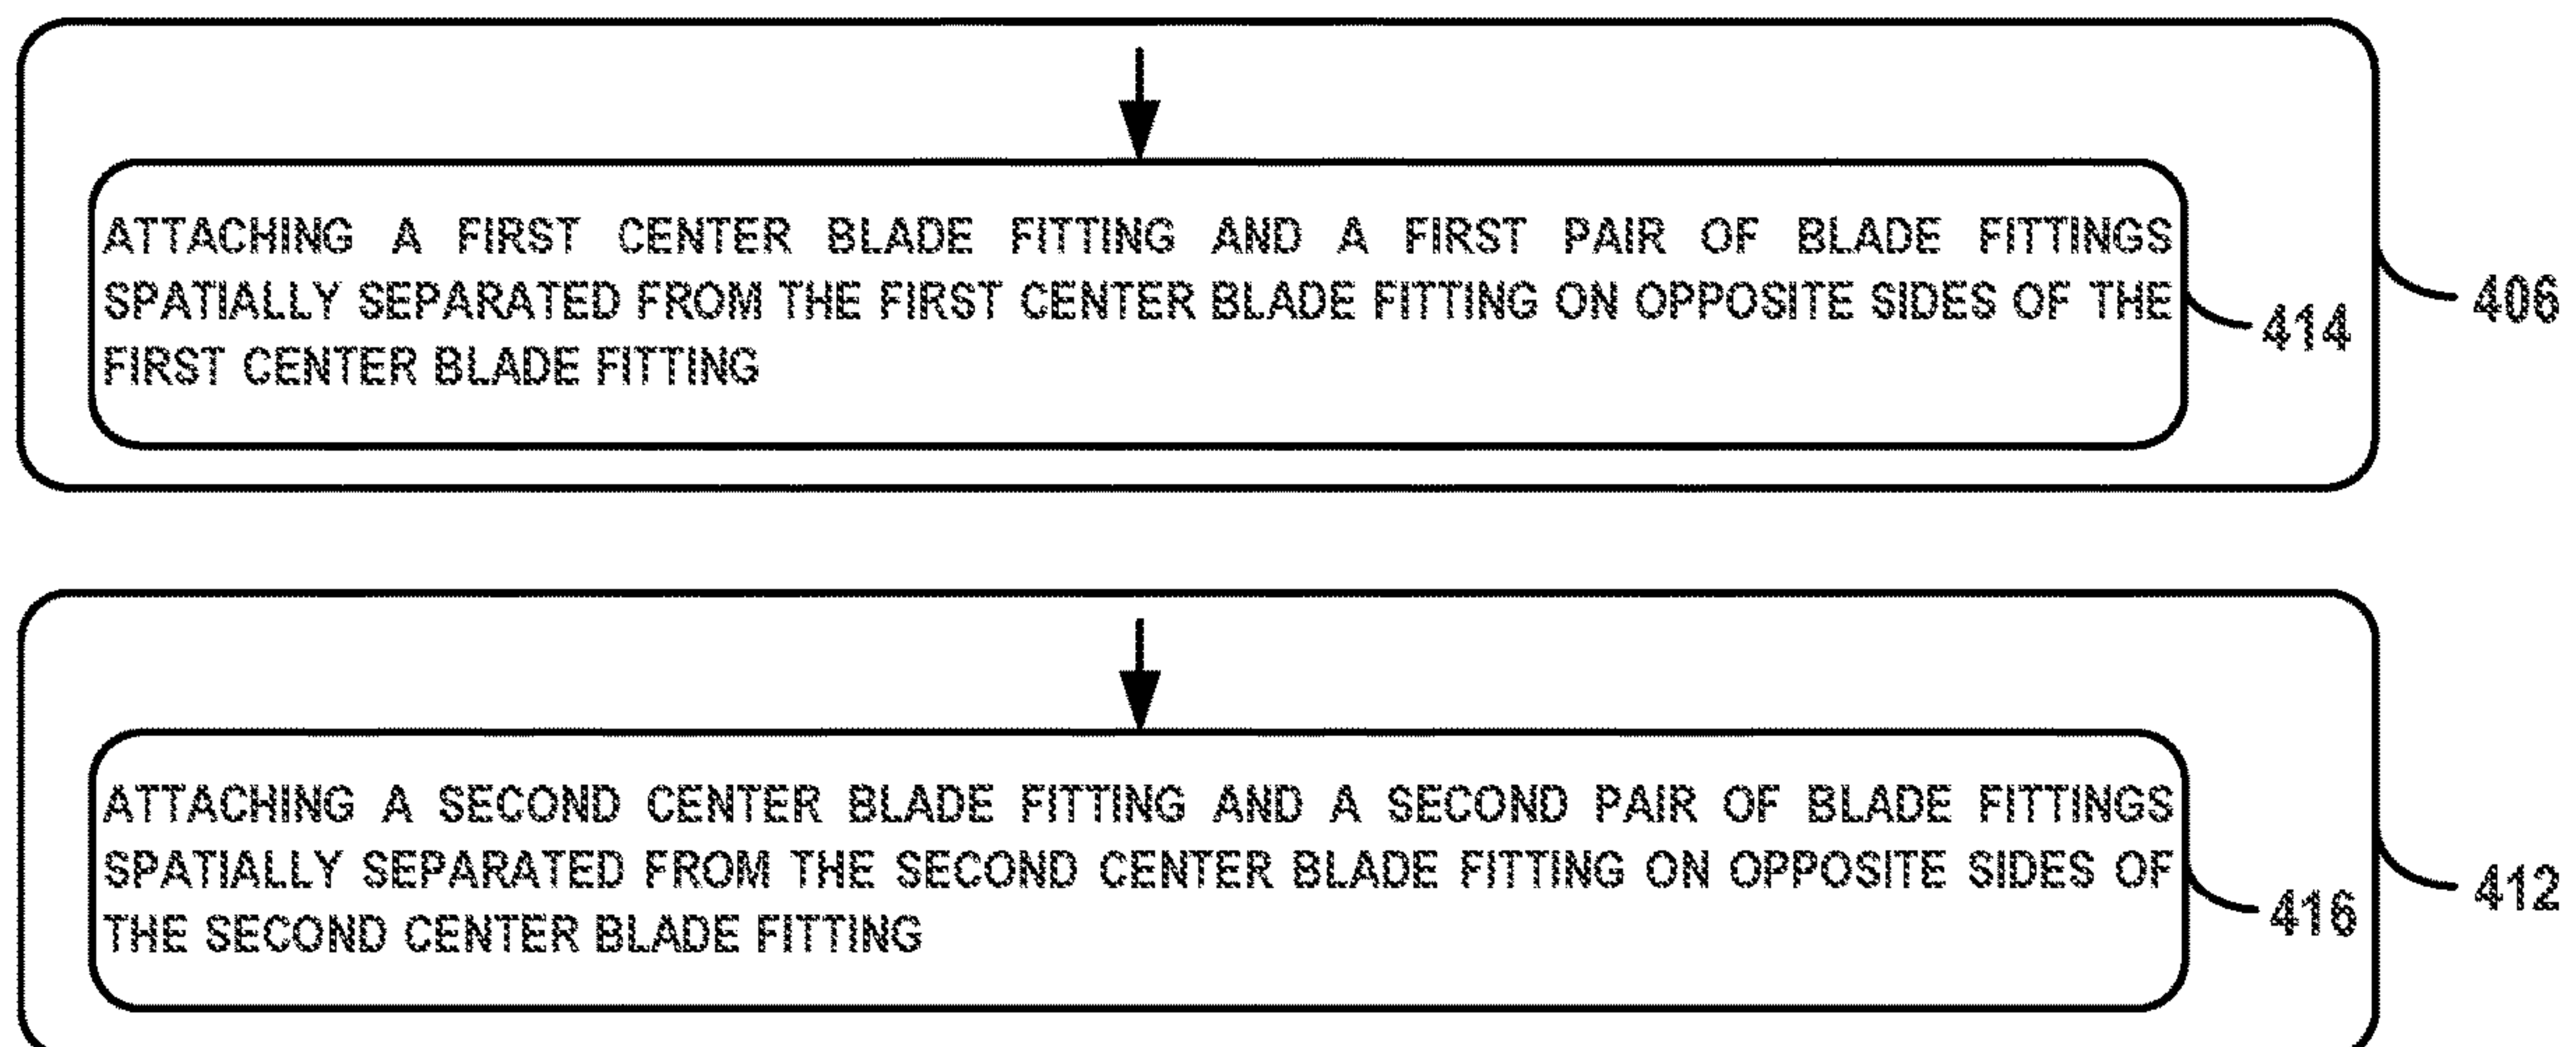 ATTACHING A FIRST CENTER BLADE FITTING AND A FIRST PAIR OF BLADE FITTINGS
SPATIALLY SEPARATED FROM THE FIRST CENTER BLADE FITTING ON OPPOSITE SIDES OF THE
FIRST CENTER BLADE FITTING
414
406
ATTACHING A SECOND CENTER BLADE FITTING AND A SECOND PAIR OF BLADE FITTINGS
SPATIALLY SEPARATED FROM THE SECOND CENTER BLADE FITTING ON OPPOSITE SIDES OF
THE SECOND CENTER BLADE FITTING
416
412